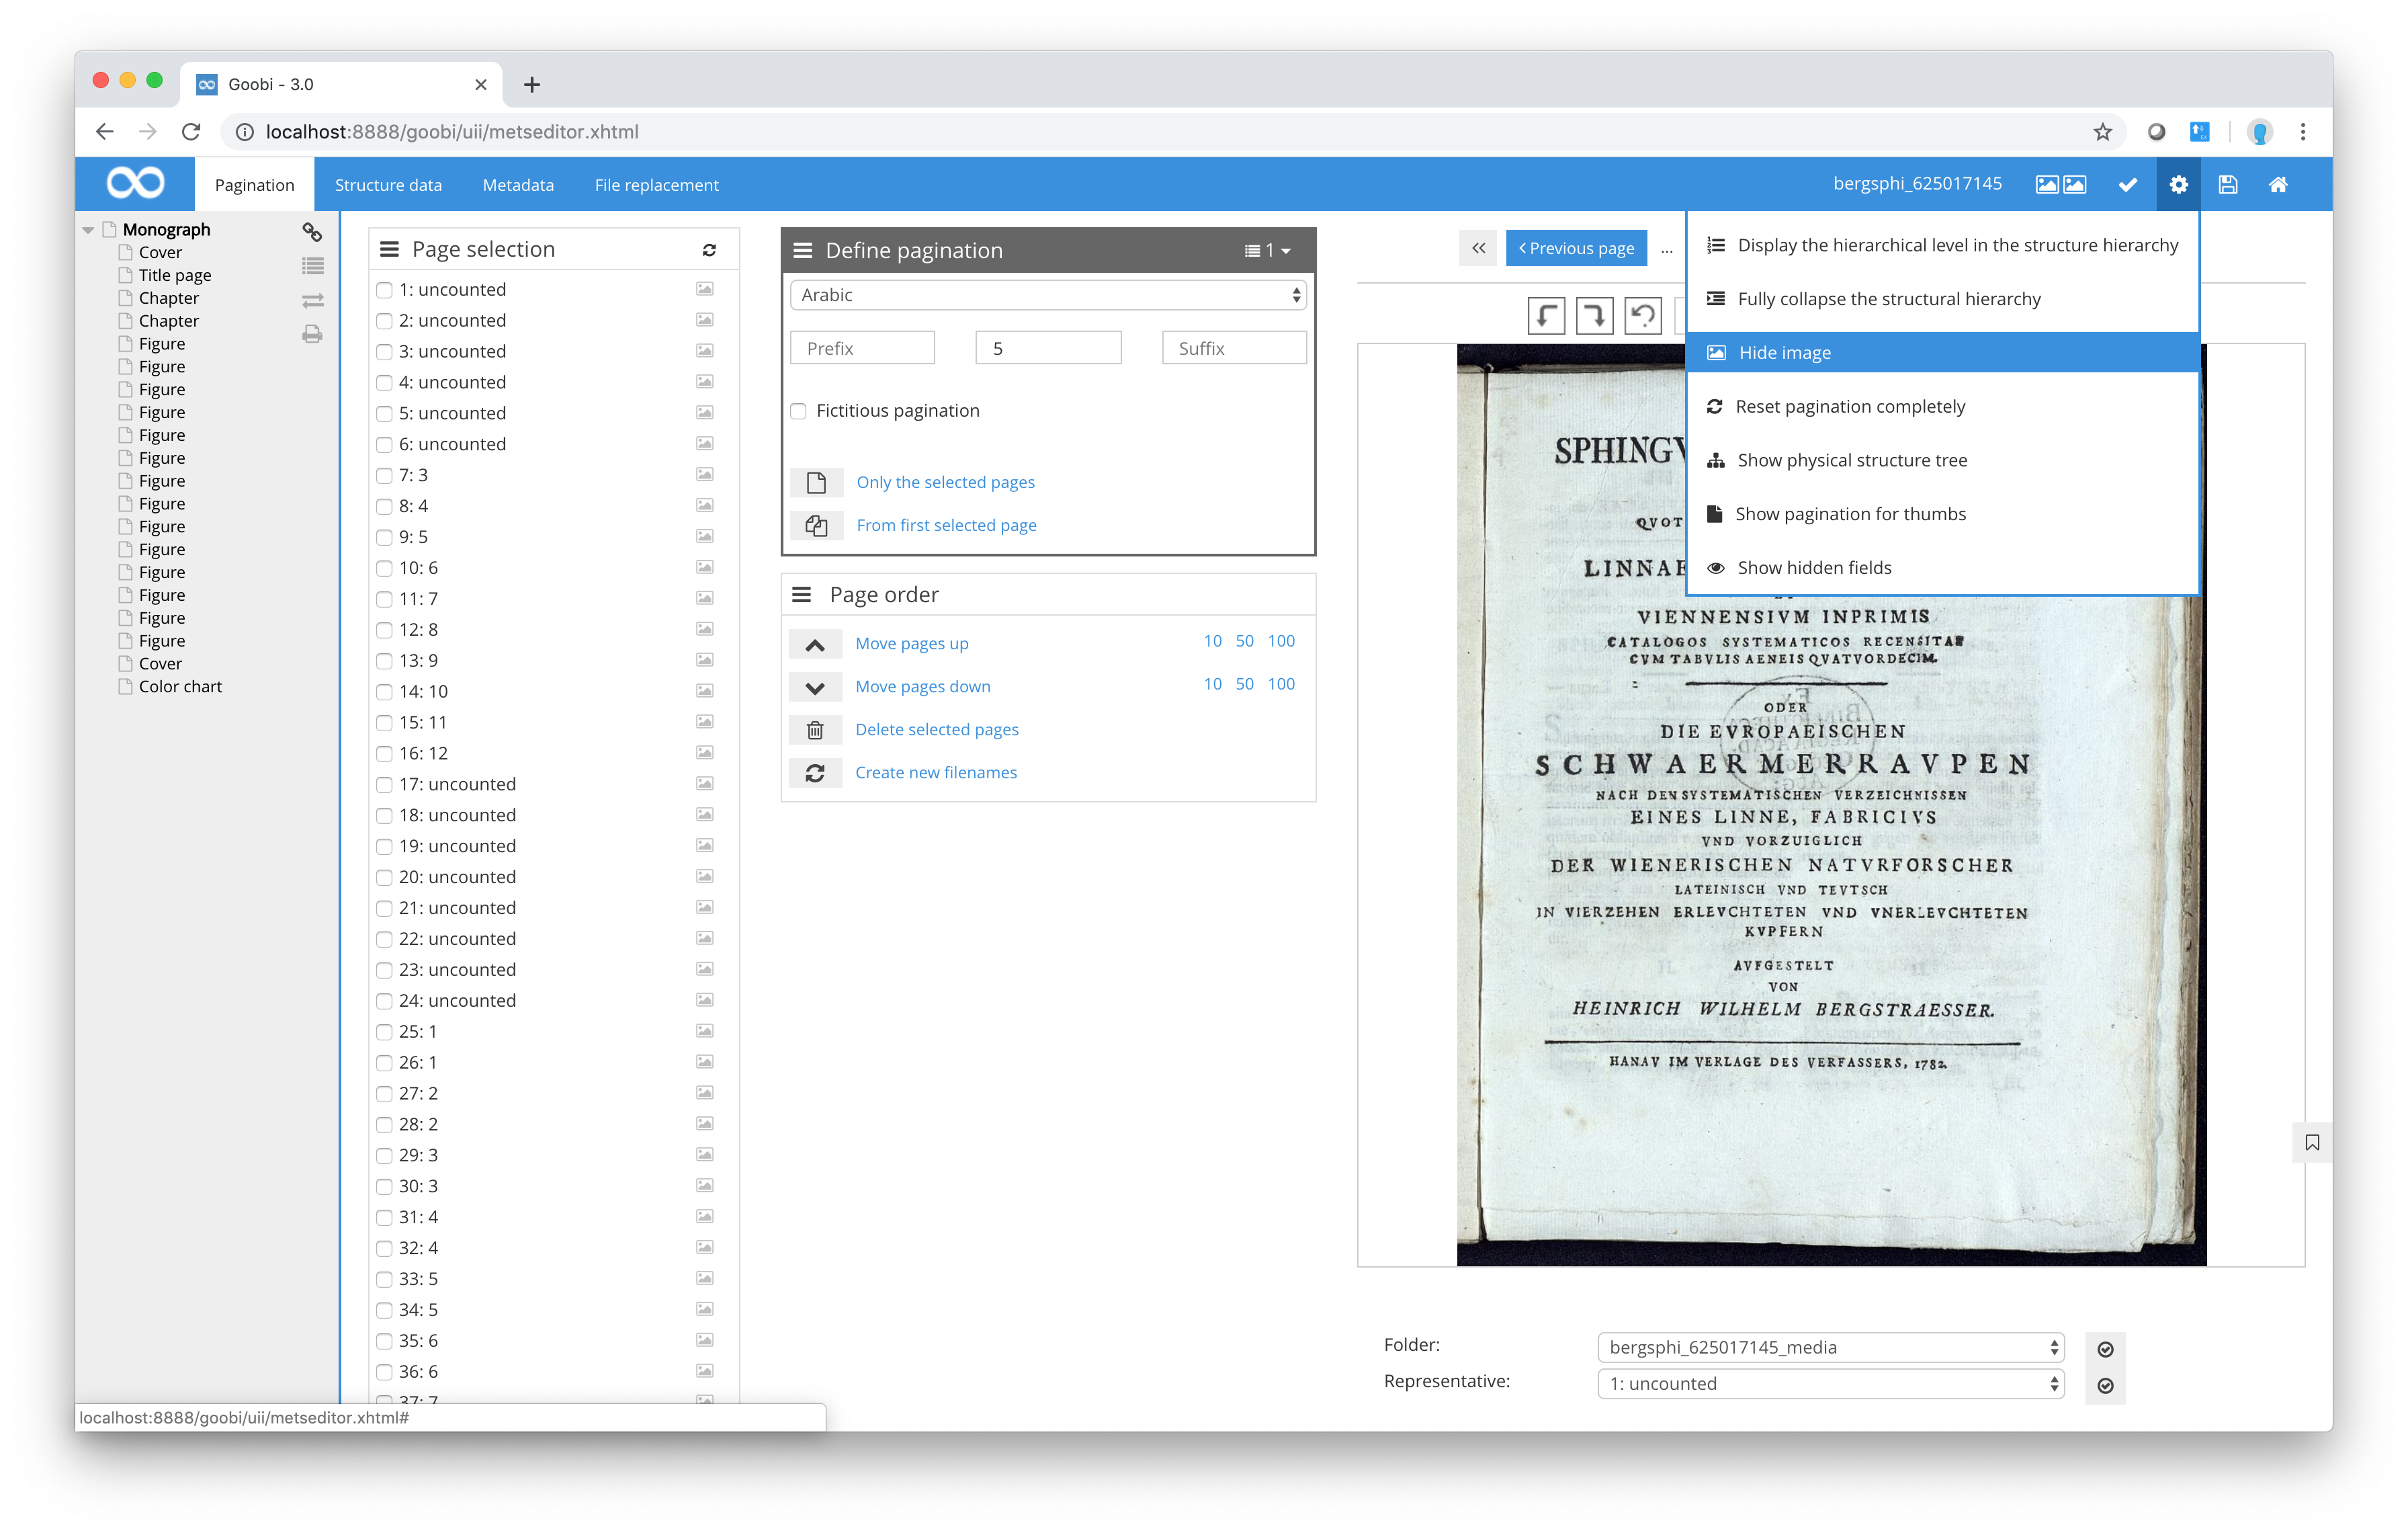 Goobi - 3.0
localhost:8888/goobi/uii/metseditor.xhtml
Pagination
Structure data
Metadata
File replacement
bergsphi_625017145
Monograph
Cover
Title page
Chapter
Chapter
Figure
Figure
Figure
Figure
Figure
Figure
Figure
Figure
Figure
Figure
Figure
Figure
Figure
Figure
Cover
Color chart
Page selection
1: uncounted
2: uncounted
3: uncounted
4: uncounted
5: uncounted
6: uncounted
7: 3
8: 4
9: 5
10: 6
11: 7
12: 8
13: 9
14: 10
15: 11
16: 12
17: uncounted
18: uncounted
19: uncounted
20: uncounted
21: uncounted
22: uncounted
23: uncounted
24: uncounted
25: 1
26: 1
27: 2
28: 2
29: 3
30: 3
31: 4
32: 4
33: 5
34: 5
35: 6
36: 6
37: 7
localhost:8888/goobi/uii/metseditor.xhtml#
Define pagination
1
Arabic
Prefix
5
Suffix
Fictitious pagination
Only the selected pages
From first selected page
Page order
Move pages up 10 50 100
Move pages down 10 50 100
Delete selected pages
Create new filenames
« Previous page ...
Display the hierarchical level in the structure hierarchy
Fully collapse the structural hierarchy
Hide image
Reset pagination completely
Show physical structure tree
Show pagination for thumbs
Show hidden fields
SPHINGV
QVOT
LINNAE
VIENNENSIVM INPRIMIS
CATALOGOS SYSTEMATICOS RECENSITAE
CVM TABVLIS AENEIS QVATVORDECIM.
ODER
DIE EVROPAEISCHEN
SCHWAERMERRAVPEN
NACH DEN SYSTEMATISCHEN VERZEICHNISSEN
EINES LINNE, FABRICIVS
VND VORZUIGLICH
DER WIENERISCHEN NATVRFORSCHER
LATEINISCH VND TEVTSCH
IN VIERZEHEN ERLEVCHTETEN VND VNERLEVCHTETEN
KVPFERN
AVFGESTELT
VON
HEINRICH WILHELM BERGSTRAESSER.
HANAV IM VERLAGE DES VERFASSERS, 1782.
Folder:
bergsphi_625017145_media
Representative:
1: uncounted